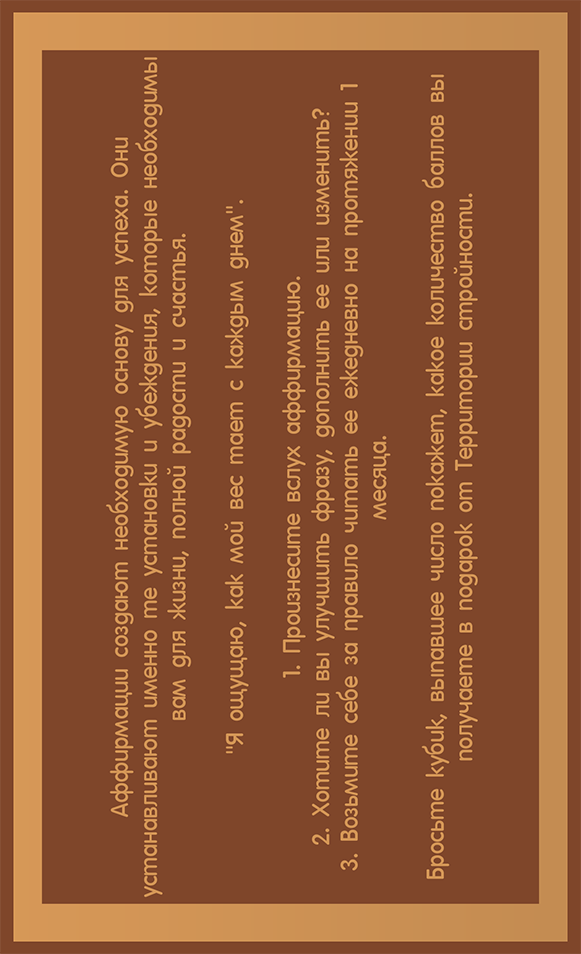 Аффирмации создают необходимую основу для успеха. Они
устанавливают именно те установки и убеждения, которые необходимы
вам для жизни, полной радости и счастья.
"Я ощущаю, как мой вес тает с каждым днем".
1. Произнесите вслух аффирмацию.
2. Хотите ли вы улучшить фразу, дополнить ее или изменить?
3. Возьмите себе за правило читать ее ежедневно на протяжении 1
месяца.
Бросьте кубик, выпавшее число покажет, какое количество баллов вы
получаете в подарок от Территории стройности.